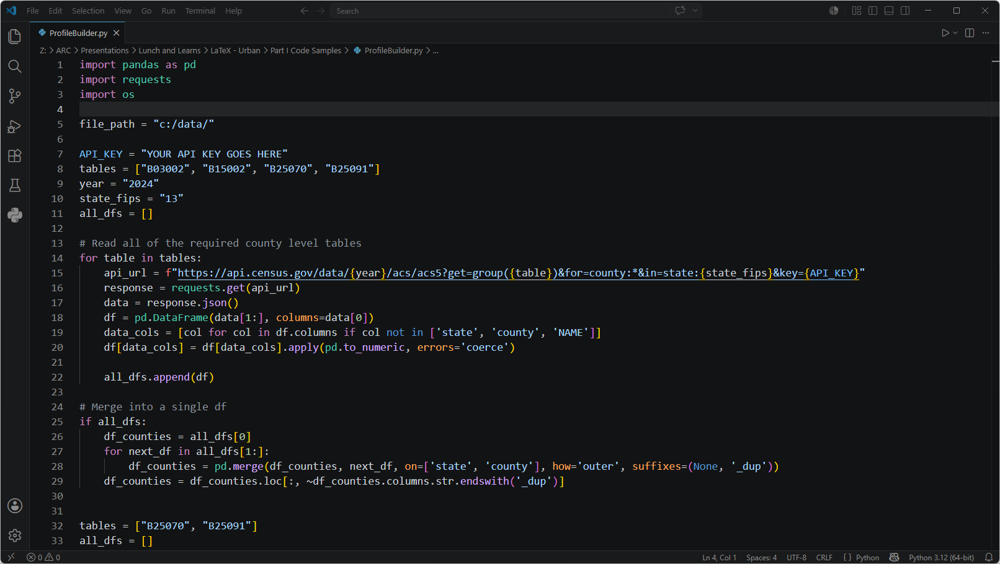 File Edit Selection View Go Run Terminal Help Search
ProfileBuilder.py
Z: > ARC > Presentations > Lunch and Learns > LaTeX - Urban > Part I Code Samples > ProfileBuilder.py > ...
1 import pandas as pd
2 import requests
3 import os
4
5 file_path = "c:/data/"
6
7 API_KEY = "YOUR API KEY GOES HERE"
8 tables = ["B03002", "B15002", "B25070", "B25091"]
9 year = "2024"
10 state_fips = "13"
11 all_dfs = []
12
13 # Read all of the required county level tables
14 for table in tables:
15     api_url = f"https://api.census.gov/data/{year}/acs/acs5?get=group({table})&for=county:*&in=state:{state_fips}&key={API_KEY}"
16     response = requests.get(api_url)
17     data = response.json()
18     df = pd.DataFrame(data[1:], columns=data[0])
19     data_cols = [col for col in df.columns if col not in ['state', 'county', 'NAME']]
20     df[data_cols] = df[data_cols].apply(pd.to_numeric, errors='coerce')
21
22     all_dfs.append(df)
23
24 # Merge into a single df
25 if all_dfs:
26     df_counties = all_dfs[0]
27     for next_df in all_dfs[1:]:
28         df_counties = pd.merge(df_counties, next_df, on=['state', 'county'], how='outer', suffixes=(None, '_dup'))
29     df_counties = df_counties.loc[:, ~df_counties.columns.str.endswith('_dup')]
30
31
32 tables = ["B25070", "B25091"]
33 all_dfs = []
0 0 Ln 4, Col 1 Spaces: 4 UTF-8 CRLF { } Python Python 3.12 (64-bit)